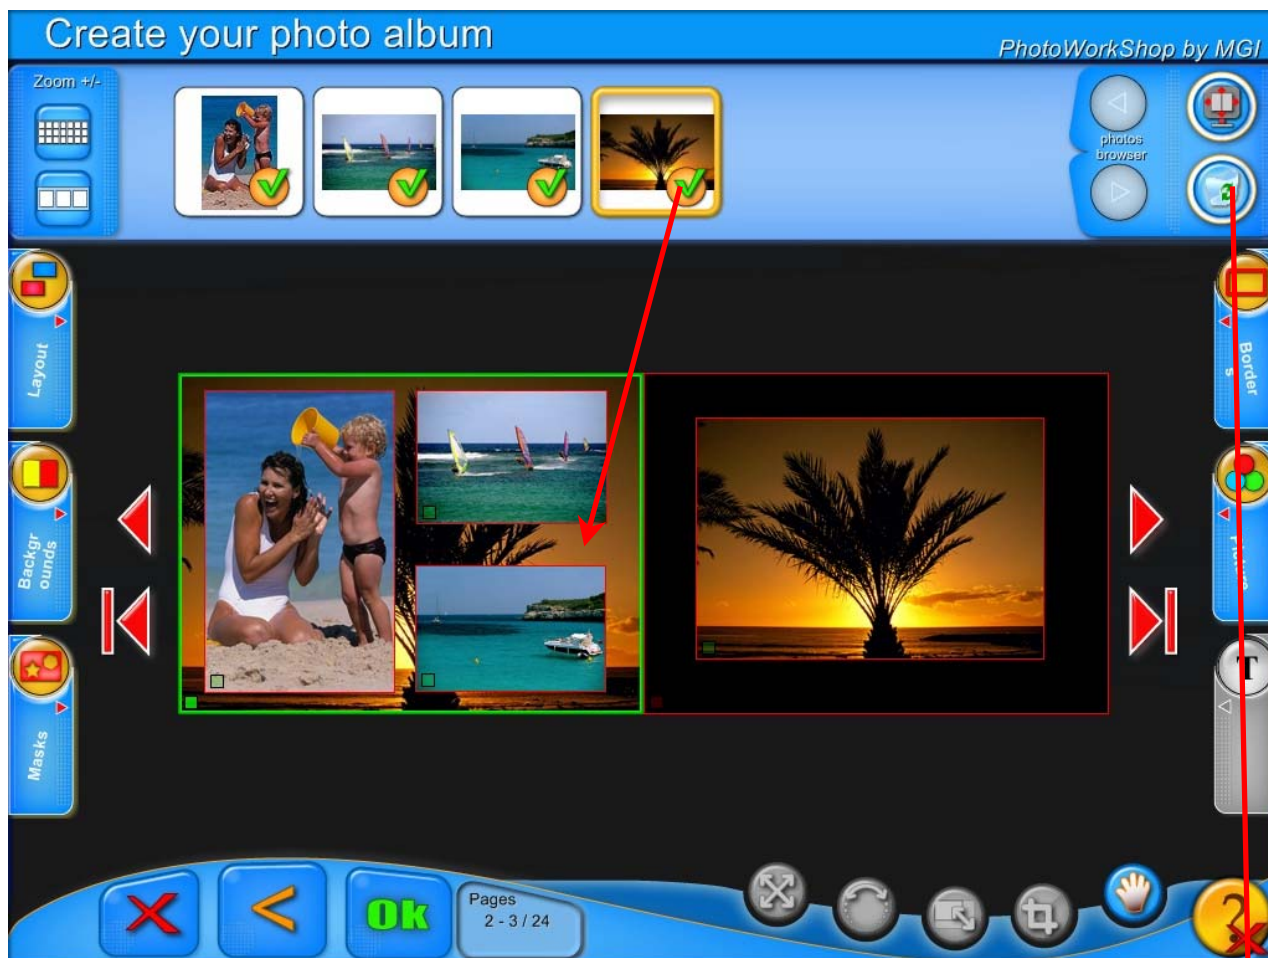 Create your photo album
PhotoWorkShop by MGI
Zoom +/-
photos
browser
Layout
Border
s
Backgr
ounds
Masks
T
<
Ok
Pages
2 - 3 / 24
?